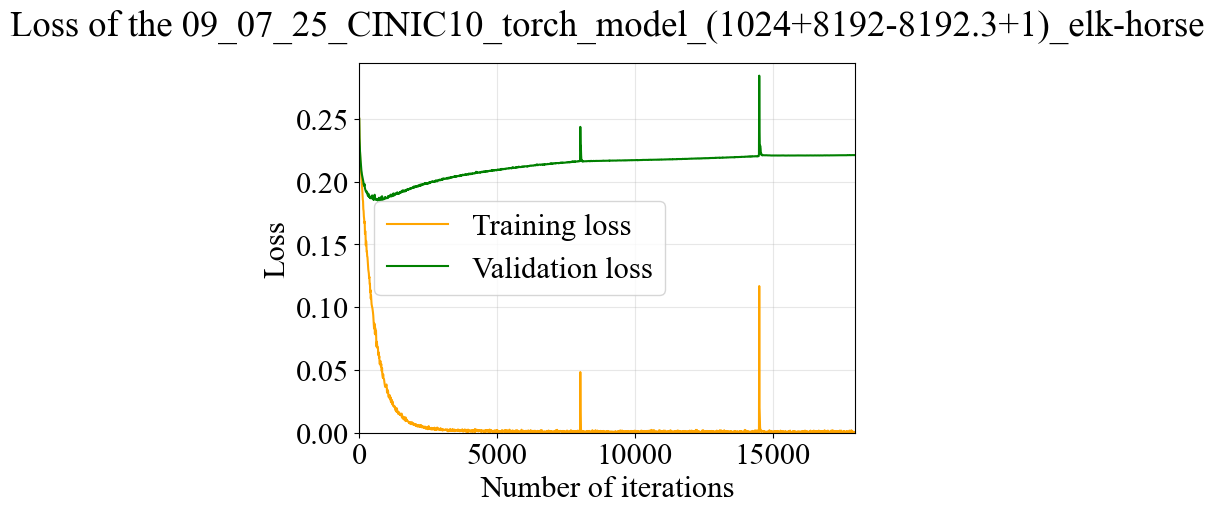 Loss of the 09_07_25_CINIC10_torch_model_(1024+8192-8192.3+1)_elk-horse
0.25
0.20
0.15
0.10
0.05
0.00
Loss
Training loss
Validation loss
0 5000 10000 15000
Number of iterations